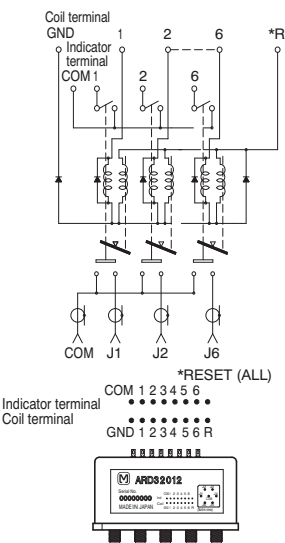 Coil terminal
GND 1 2 6 *R
Indicator
terminal
COM 1 2 6
COM J1 J2 J6
*RESET (ALL)
COM 1 2 3 4 5 6
Indicator terminal
Coil terminal
GND 1 2 3 4 5 6 R
M ARD32012
Serial No.
00000000
MADE IN JAPAN